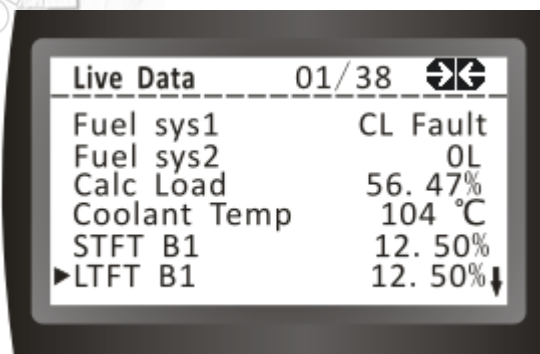 Live Data 01/38
Fuel sys1 CL Fault
Fuel sys2 0L
Calc Load 56. 47%
Coolant Temp 104 ℃
STFT B1 12. 50%
LTFT B1 12. 50%